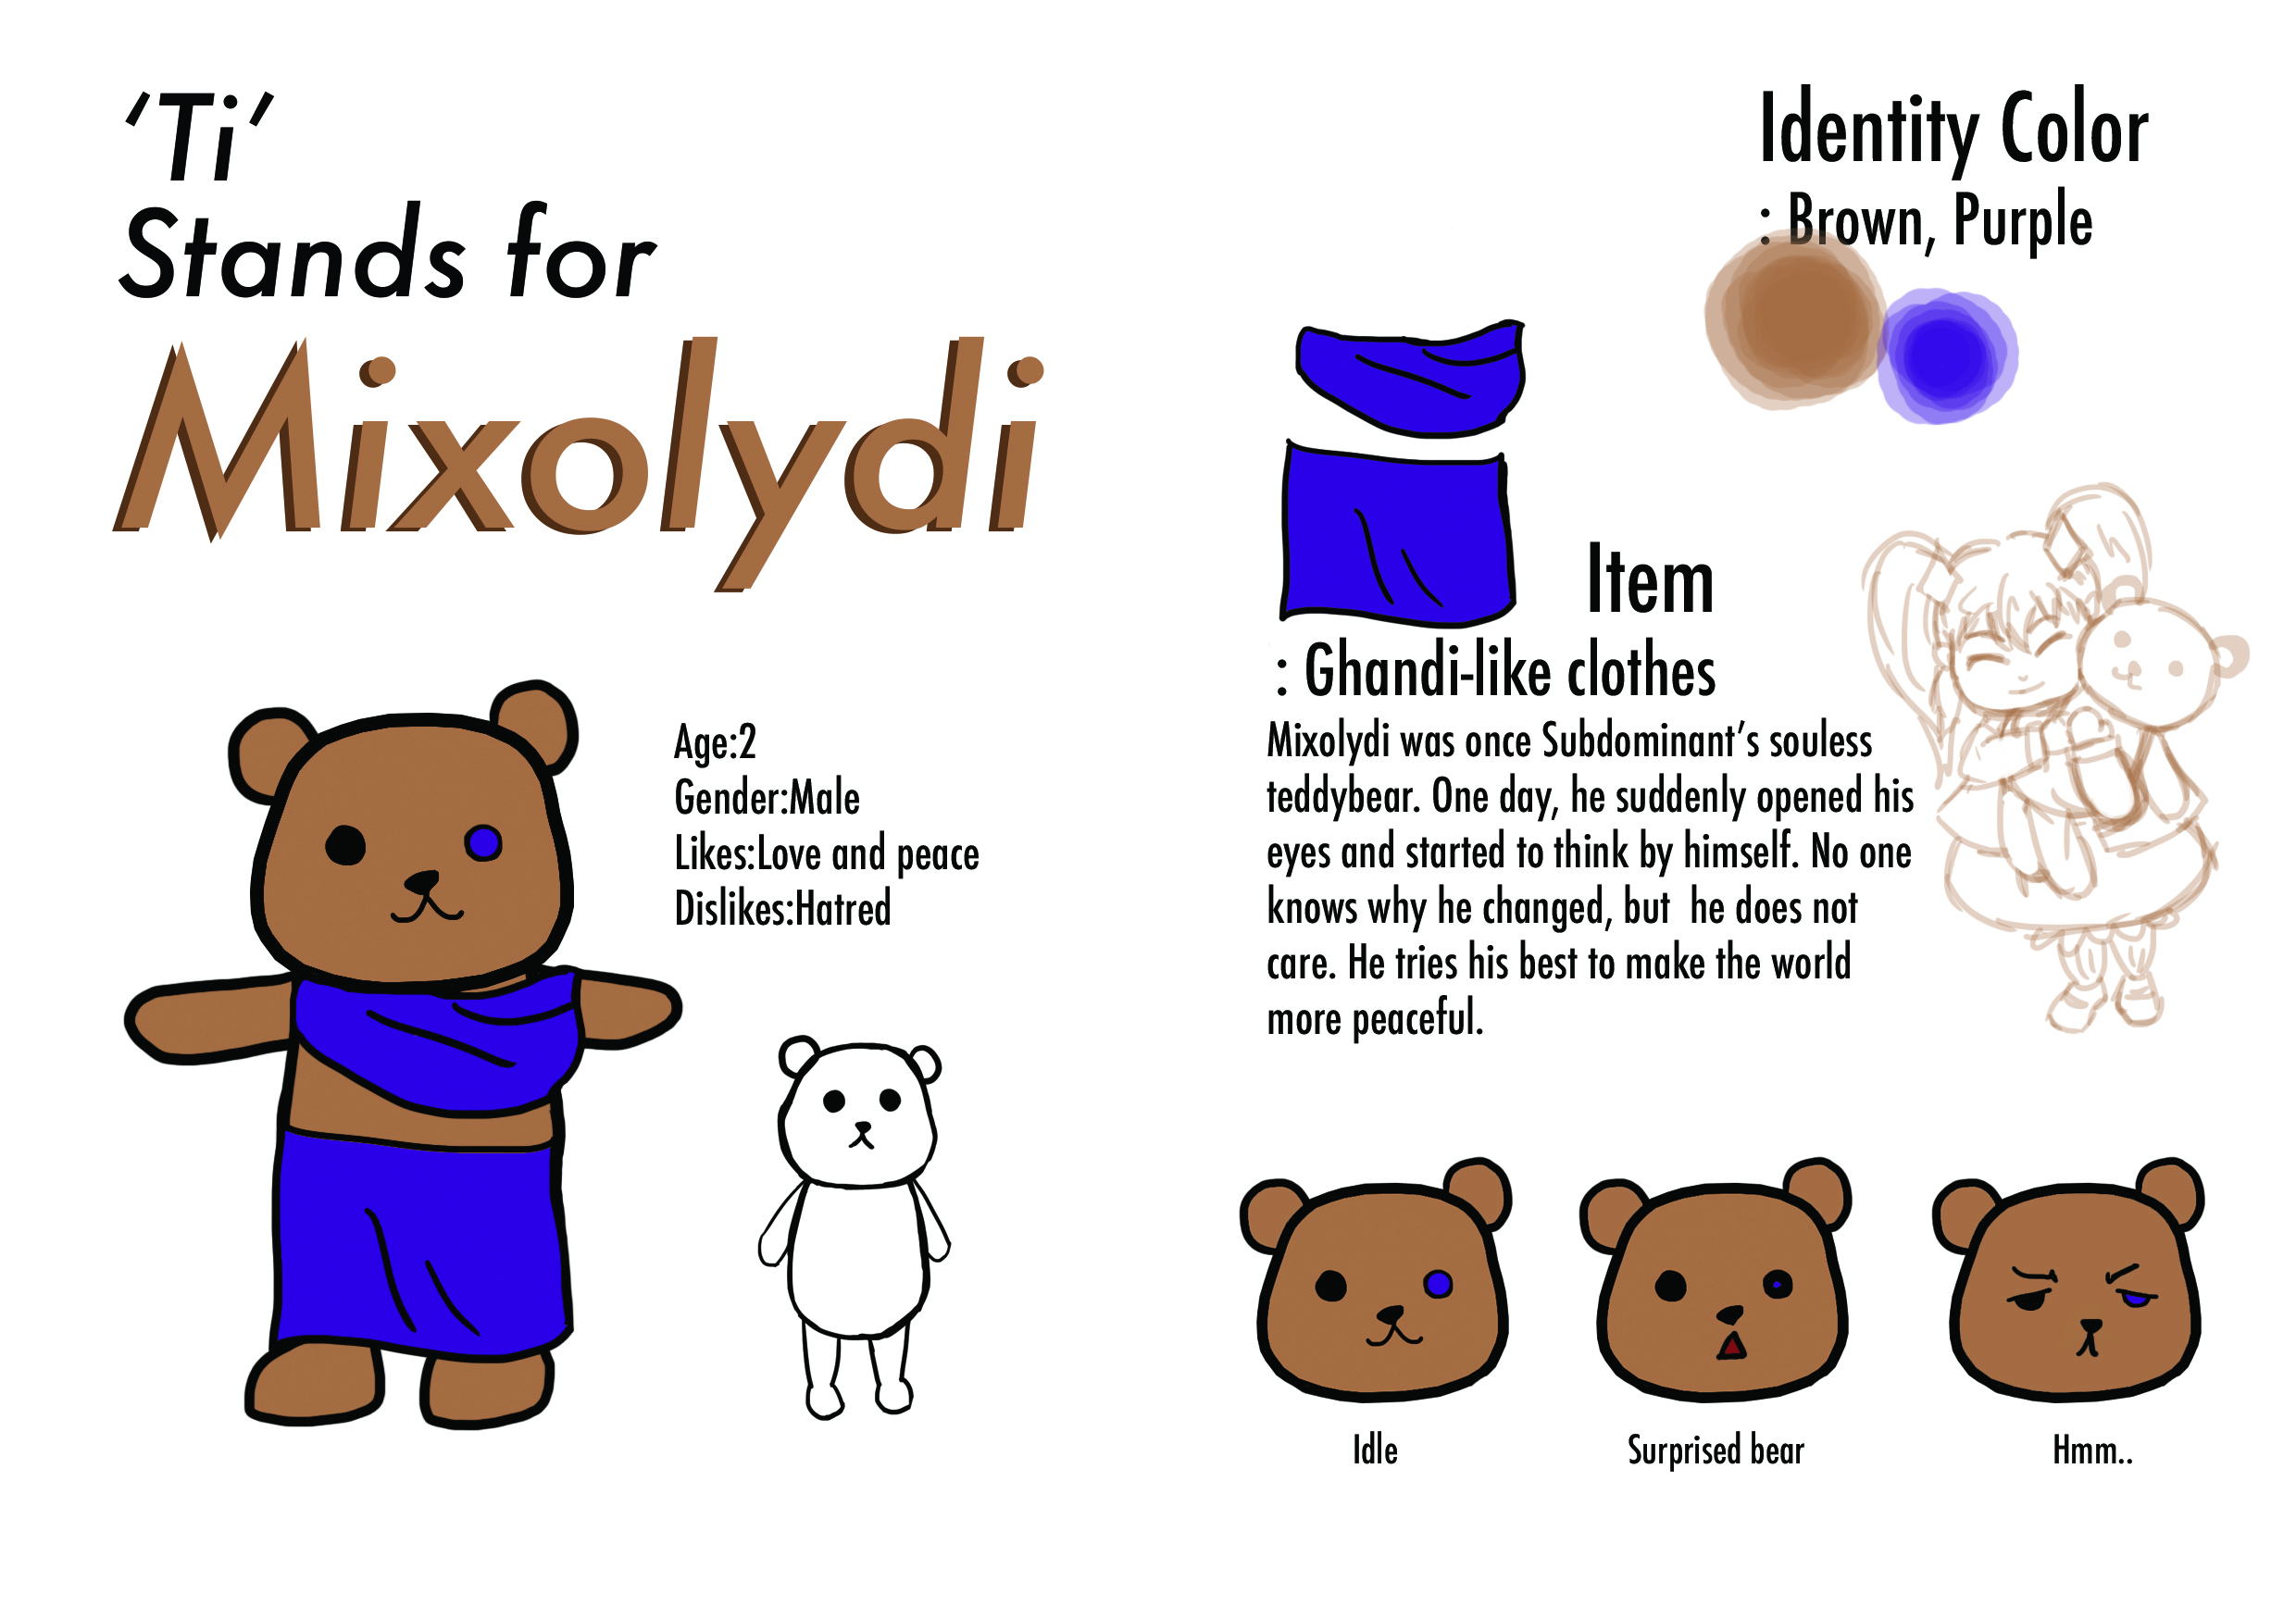 ‘Ti’
Stands for
Mixolydi
Age:2
Gender:Male
Likes:Love and peace
Dislikes:Hatred
Identity Color
: Brown, Purple
Item
: Ghandi-like clothes
Mixolydi was once Subdominant’s souless
teddybear. One day, he suddenly opened his
eyes and started to think by himself. No one
knows why he changed, but he does not
care. He tries his best to make the world
more peaceful.
Idle
Surprised bear
Hmm..